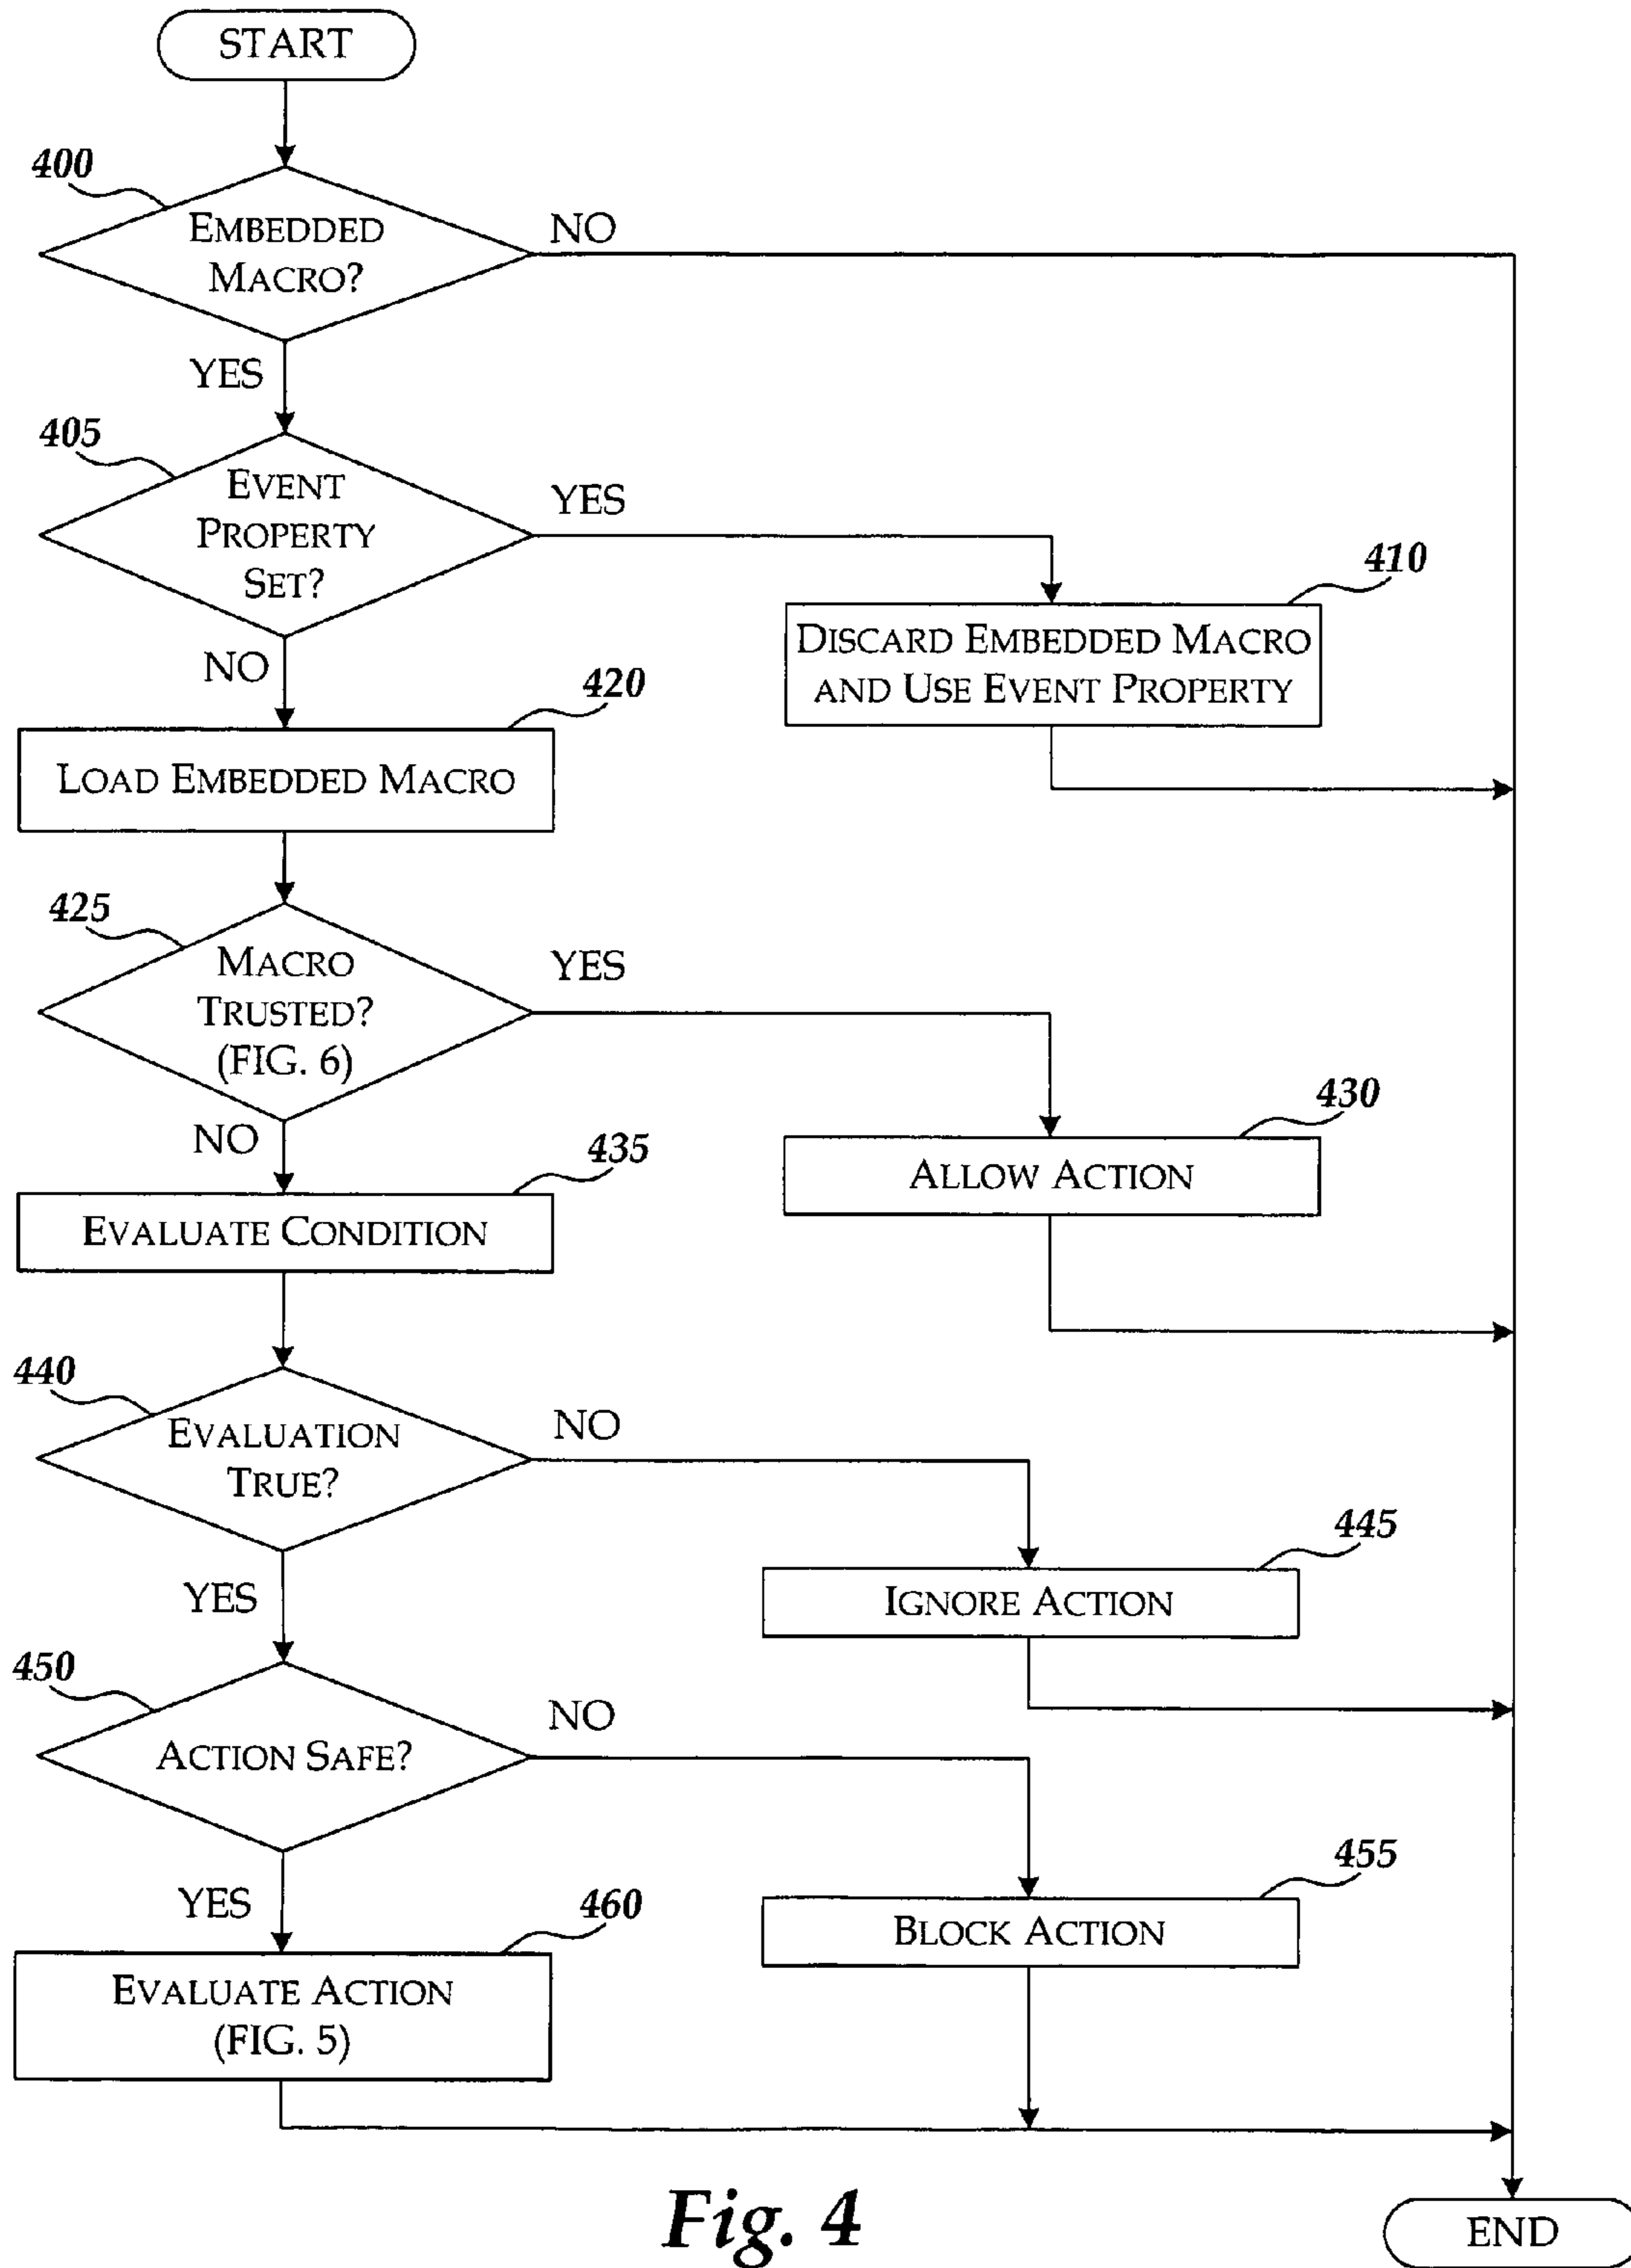 START
400
EMBEDDED
MACRO?
NO
YES
405
EVENT
PROPERTY
SET?
YES
410
DISCARD EMBEDDED MACRO
AND USE EVENT PROPERTY
NO
420
LOAD EMBEDDED MACRO
425
MACRO
TRUSTED?
(FIG. 6)
YES
430
ALLOW ACTION
NO
435
EVALUATE CONDITION
440
EVALUATION
TRUE?
NO
445
IGNORE ACTION
YES
450
ACTION SAFE?
NO
455
BLOCK ACTION
YES
460
EVALUATE ACTION
(FIG. 5)
Fig. 4
END